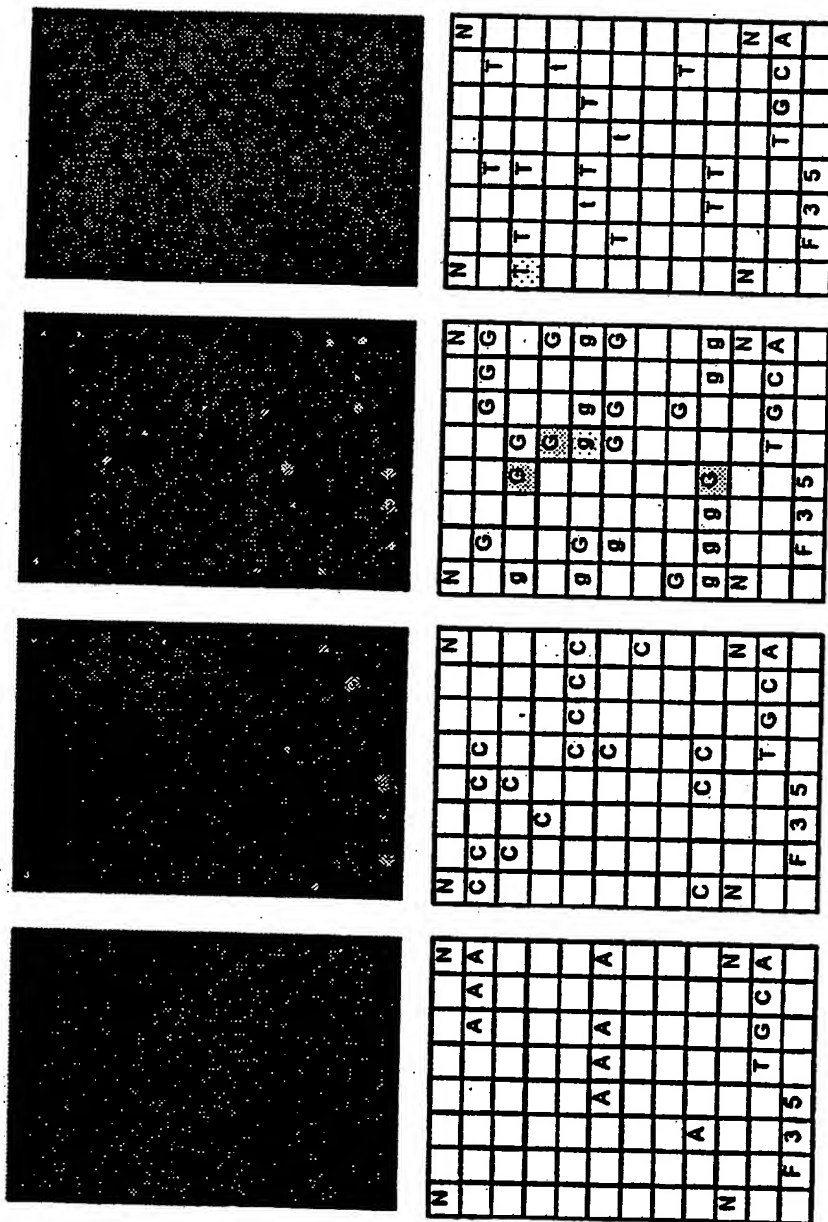 N N N N N N N N
A A A C C C C G G G G T T
C C g G G T T T
C G G t
C C C C g G g g g t T T
A A A A C g G G G T t
C
G G T
A C C C g g g G g g T T
N N N N N N N N
T G C A T G C A T G C A T G C A
F 3 5 F 3 5 F 3 5 F 3 5